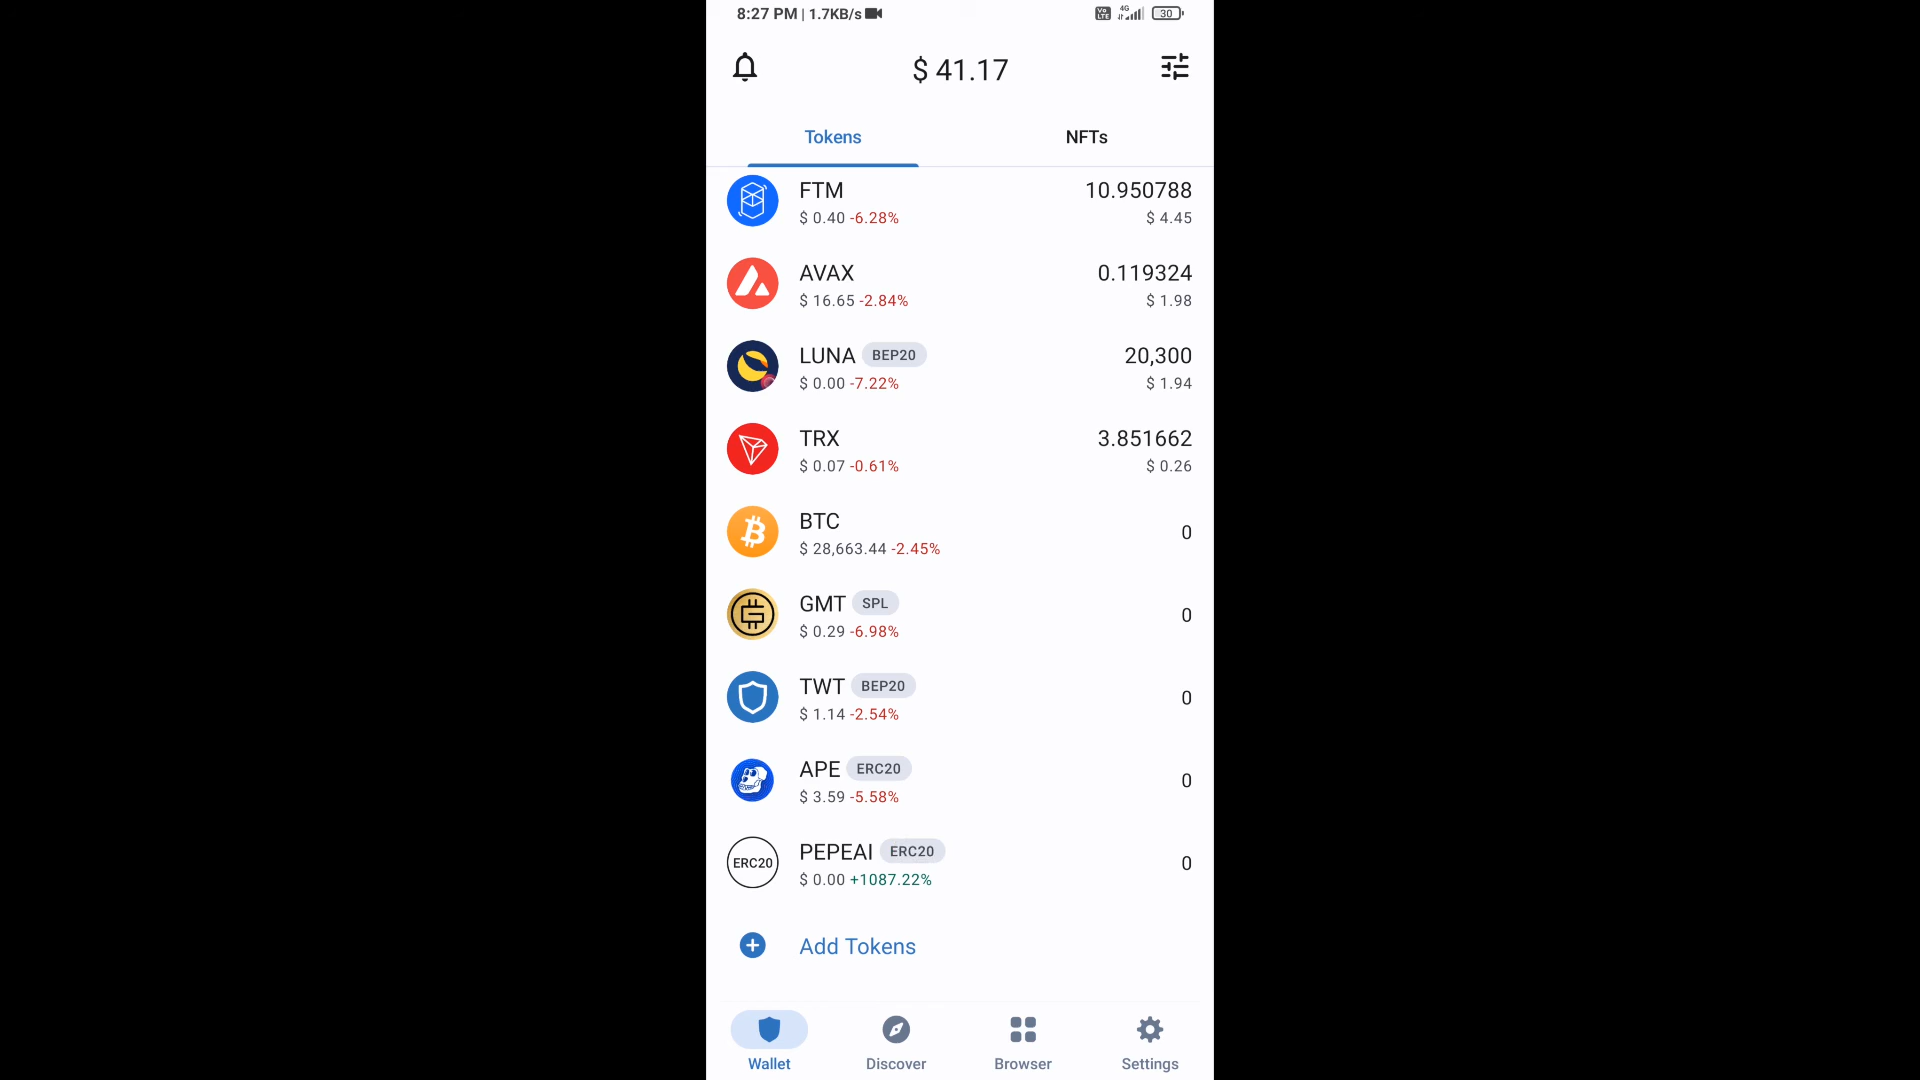 8:27 PM | 1.7KB/s
Vo LTE 4G 30
$ 41.17
Tokens NFTs
FTM 10.950788
$ 0.40 -6.28% $ 4.45
AVAX 0.119324
$ 16.65 -2.84% $ 1.98
LUNA BEP20 20,300
$ 0.00 -7.22% $ 1.94
TRX 3.851662
$ 0.07 -0.61% $ 0.26
BTC 0
$ 28,663.44 -2.45%
GMT SPL 0
$ 0.29 -6.98%
TWT BEP20 0
$ 1.14 -2.54%
APE ERC20 0
$ 3.59 -5.58%
ERC20 PEPEAI ERC20 0
$ 0.00 +1087.22%
Add Tokens
Wallet Discover Browser Settings